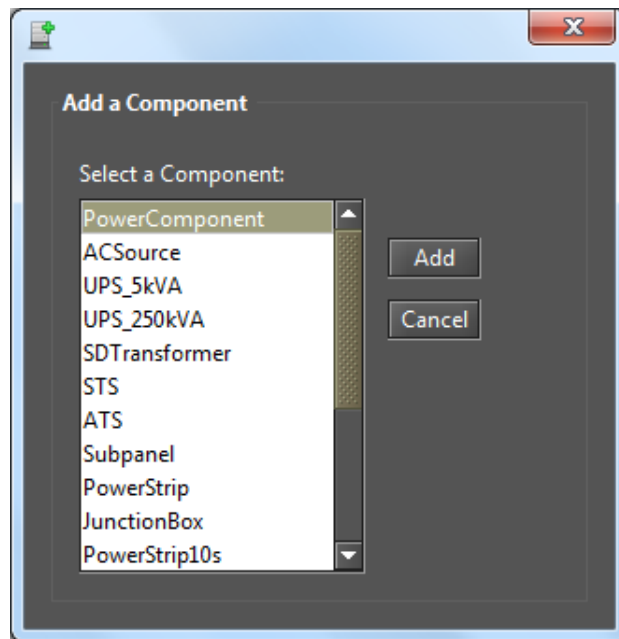 Add a Component
Select a Component:
PowerComponent
ACSource
UPS_5kVA
UPS_250kVA
SDTransformer
STS
ATS
Subpanel
PowerStrip
JunctionBox
PowerStrip10s
Add
Cancel